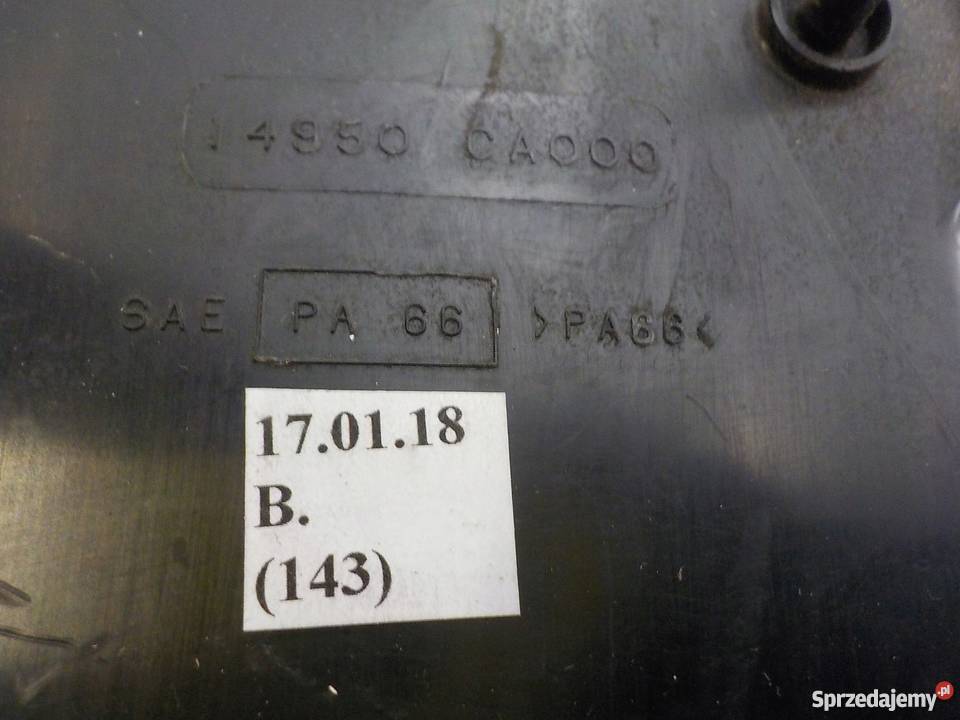 14950 CA000
SAE PA 66 >PA66<
17.01.18
B.
(143)
Sprzedajemy.pl